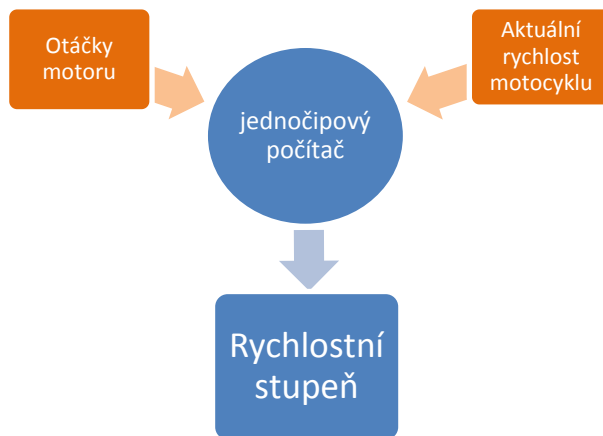 Otáčky
motoru
Aktuální
rychlost
motocyklu
jednočipový
počítač
Rychlostní
stupeň